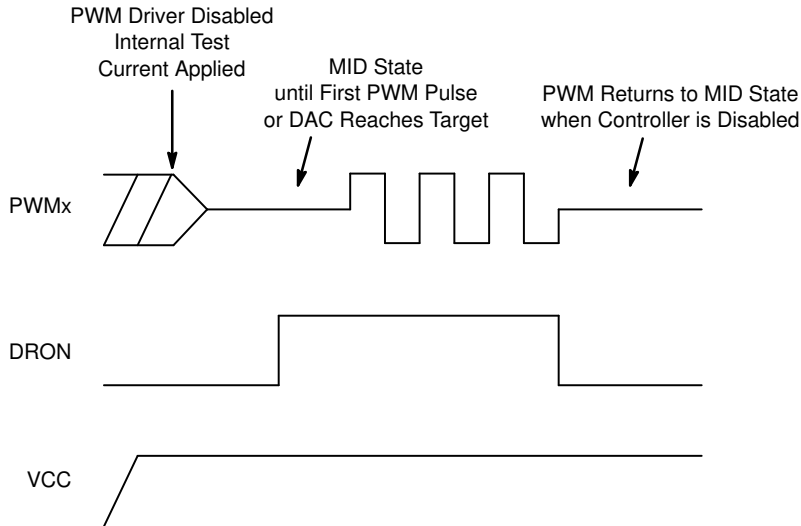 PWM Driver Disabled
Internal Test
Current Applied
MID State
until First PWM Pulse
or DAC Reaches Target
PWM Returns to MID State
when Controller is Disabled
PWMx
DRON
VCC